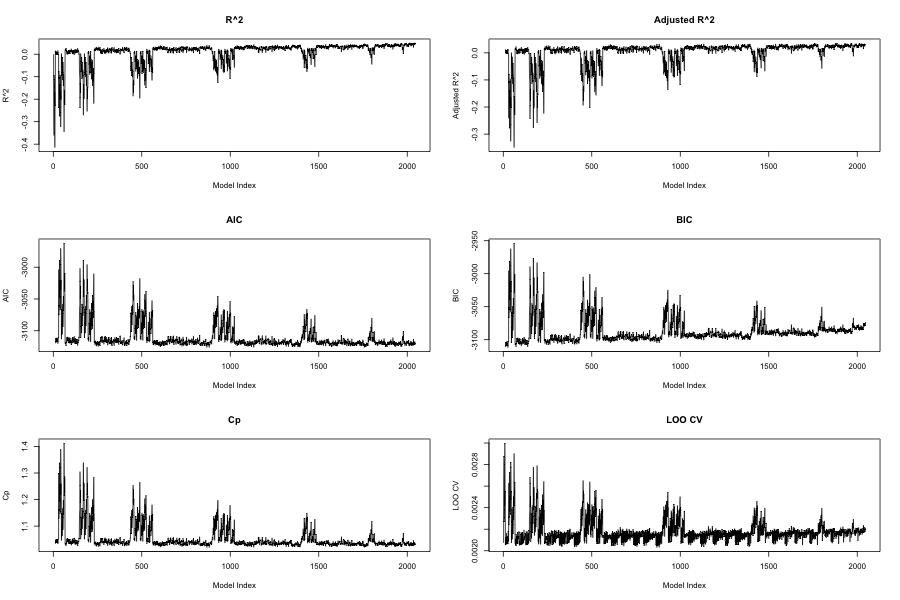 R^2
R^2
0.0
-0.1
-0.2
-0.3
-0.4
0 500 1000 1500 2000
Model Index
Adjusted R^2
Adjusted R^2
0.0
-0.1
-0.2
-0.3
0 500 1000 1500 2000
Model Index
AIC
AIC
-3000
-3050
-3100
0 500 1000 1500 2000
Model Index
BIC
BIC
-2950
-3000
-3050
-3100
0 500 1000 1500 2000
Model Index
Cp
Cp
1.4
1.3
1.2
1.1
0 500 1000 1500 2000
Model Index
LOO CV
LOO CV
0.0028
0.0024
0.0020
0 500 1000 1500 2000
Model Index